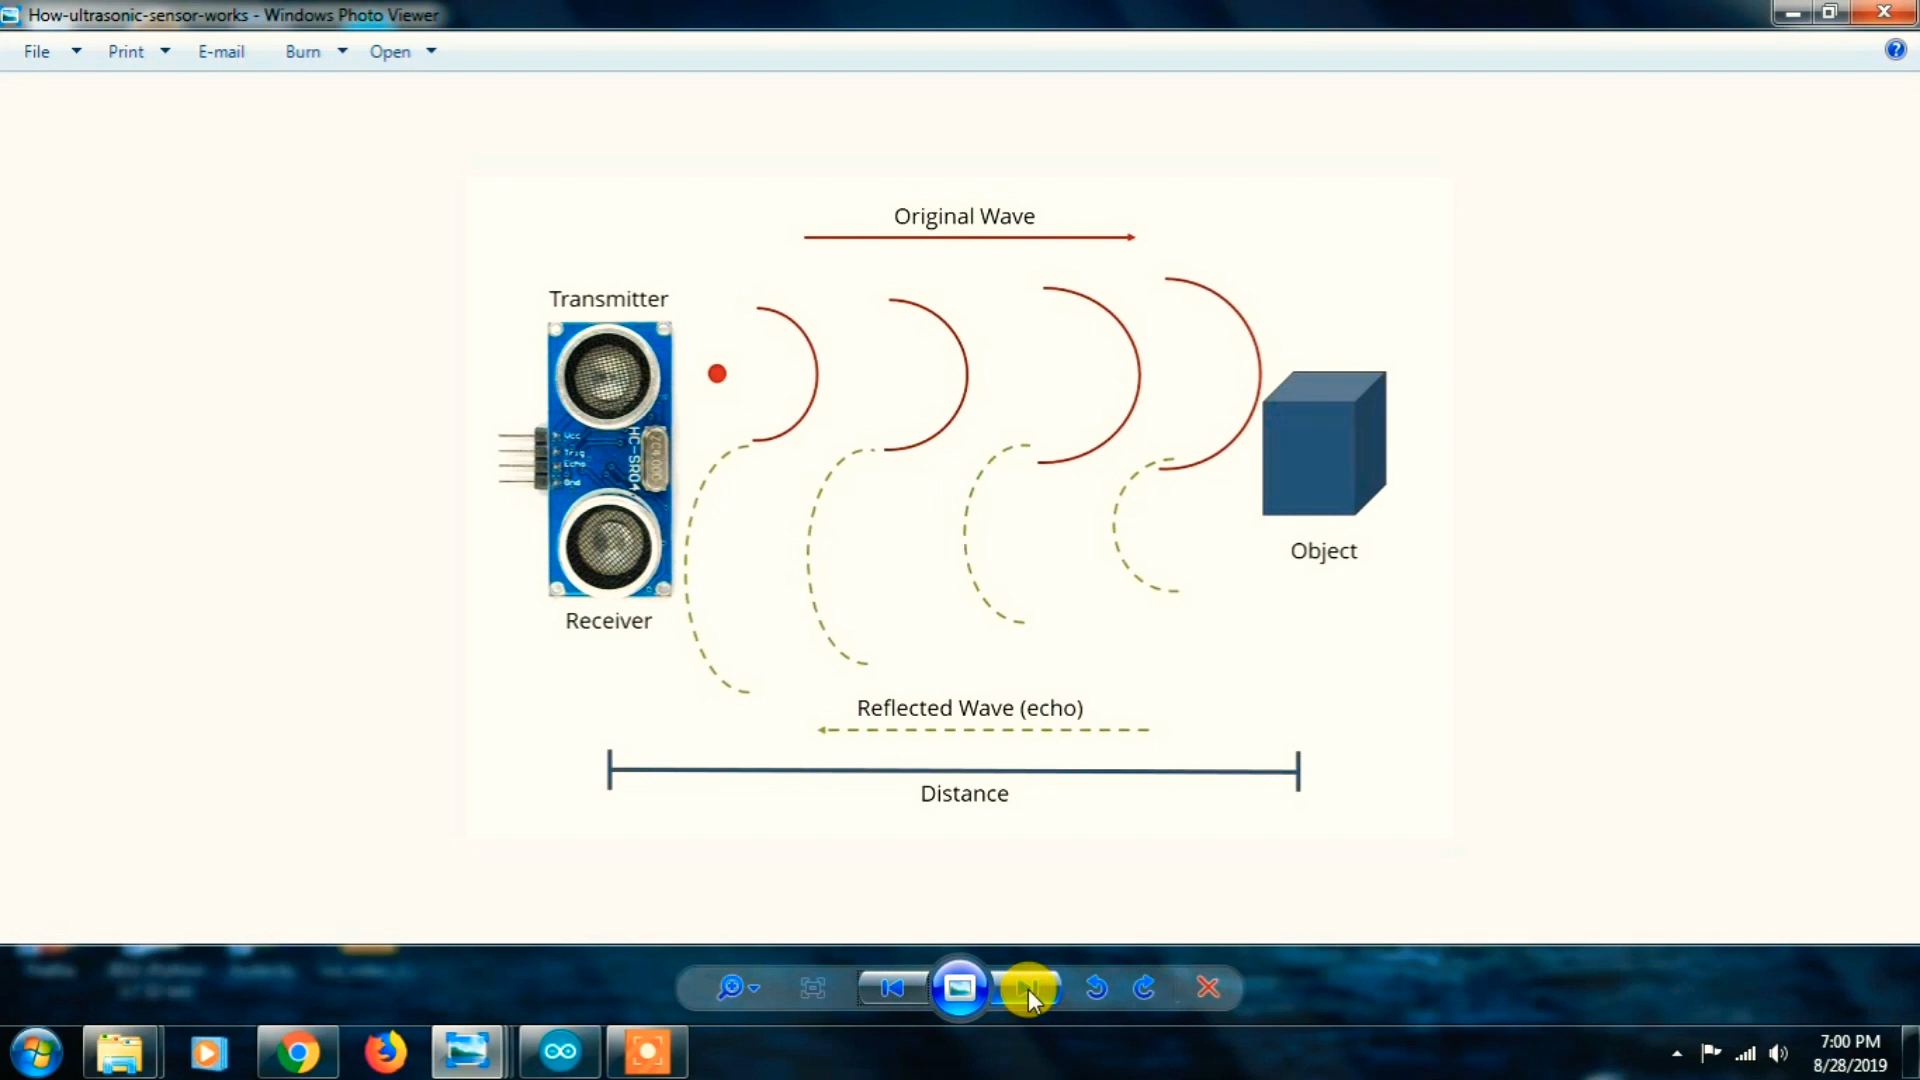 How-ultrasonic-sensor-works - Windows Photo Viewer
File Print E-mail Burn Open
Original Wave
Transmitter
Vcc
Trig
Echo
Gnd
HC-SR04
Receiver
Object
Reflected Wave (echo)
Distance
7:00 PM
8/28/2019